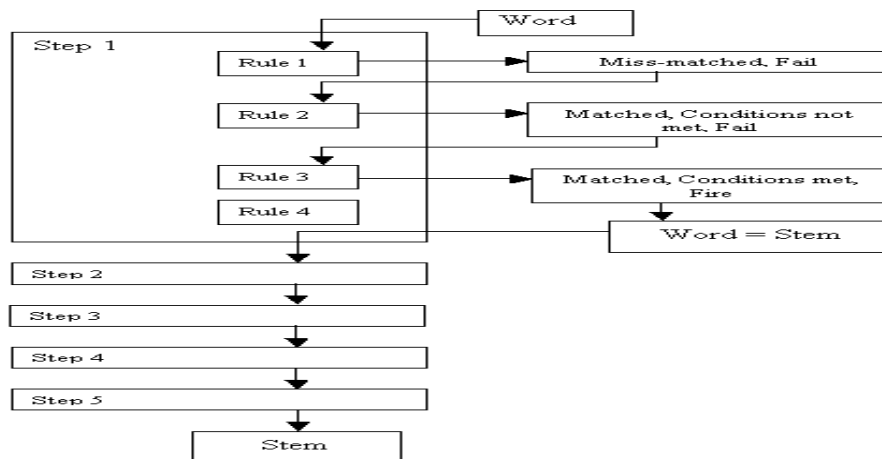 Word
Step 1
Rule 1
Miss-matched, Fail
Rule 2
Matched, Conditions not
met, Fail
Rule 3
Matched, Conditions met,
Fire
Rule 4
Word = Stem
Step 2
Step 3
Step 4
Step 5
Stem